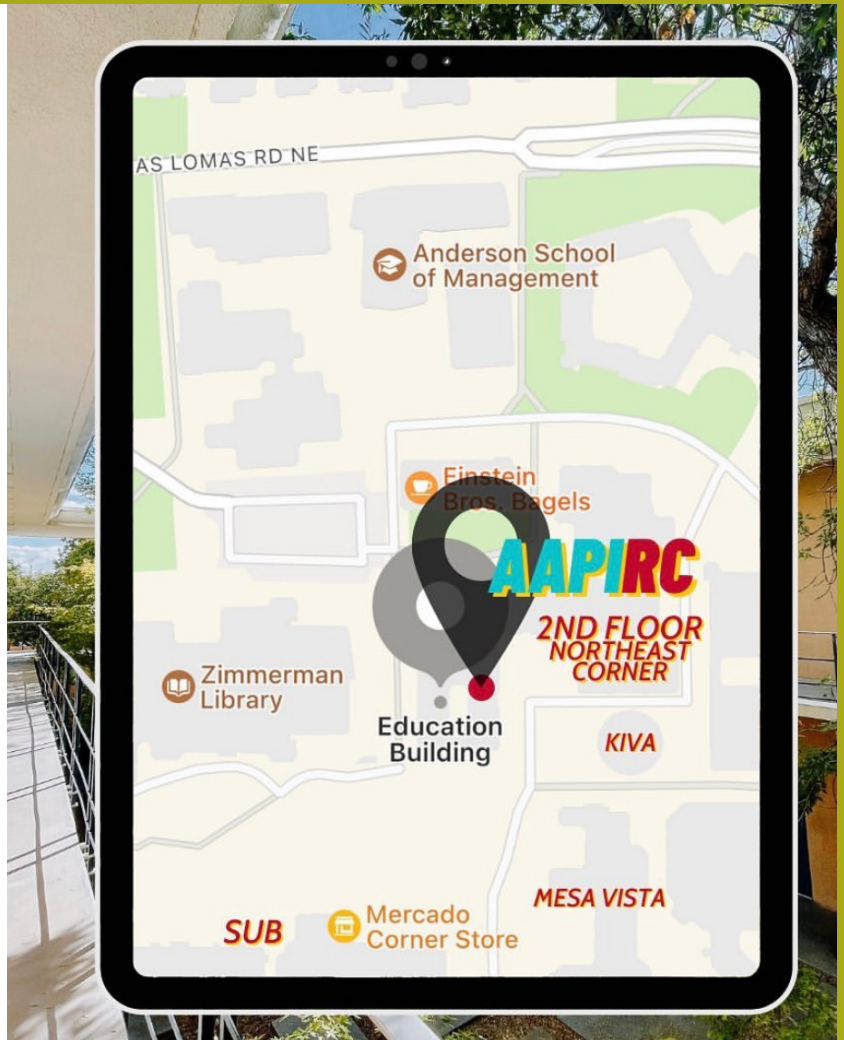 AS LOMAS RD NE
Anderson School
of Management
Einstein
Bros. Bagels
AAPIRC
2ND FLOOR
NORTHEAST
CORNER
Zimmerman
Library
Education
Building
KIVA
MESA VISTA
SUB
Mercado
Corner Store